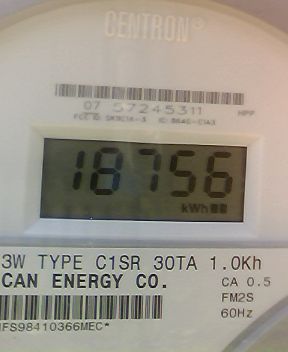 CENTRON®
07 57245311 HPP
18756
kWh
3W TYPE C1SR 30TA 1.0Kh
CAN ENERGY CO. CA 0.5
FM2S
60Hz
IFS98410366MEC*